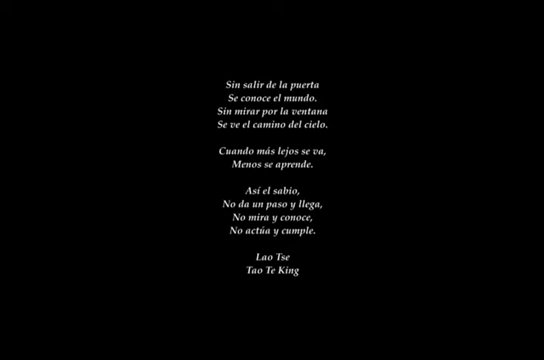 Sin salir de la puerta
Se conoce el mundo.
Sin mirar por la ventana
Se ve el camino del cielo.
Cuando más lejos se va,
Menos se aprende.
Así el sabio,
No da un paso y llega,
No mira y conoce,
No actúa y cumple.
Lao Tse
Tao Te King